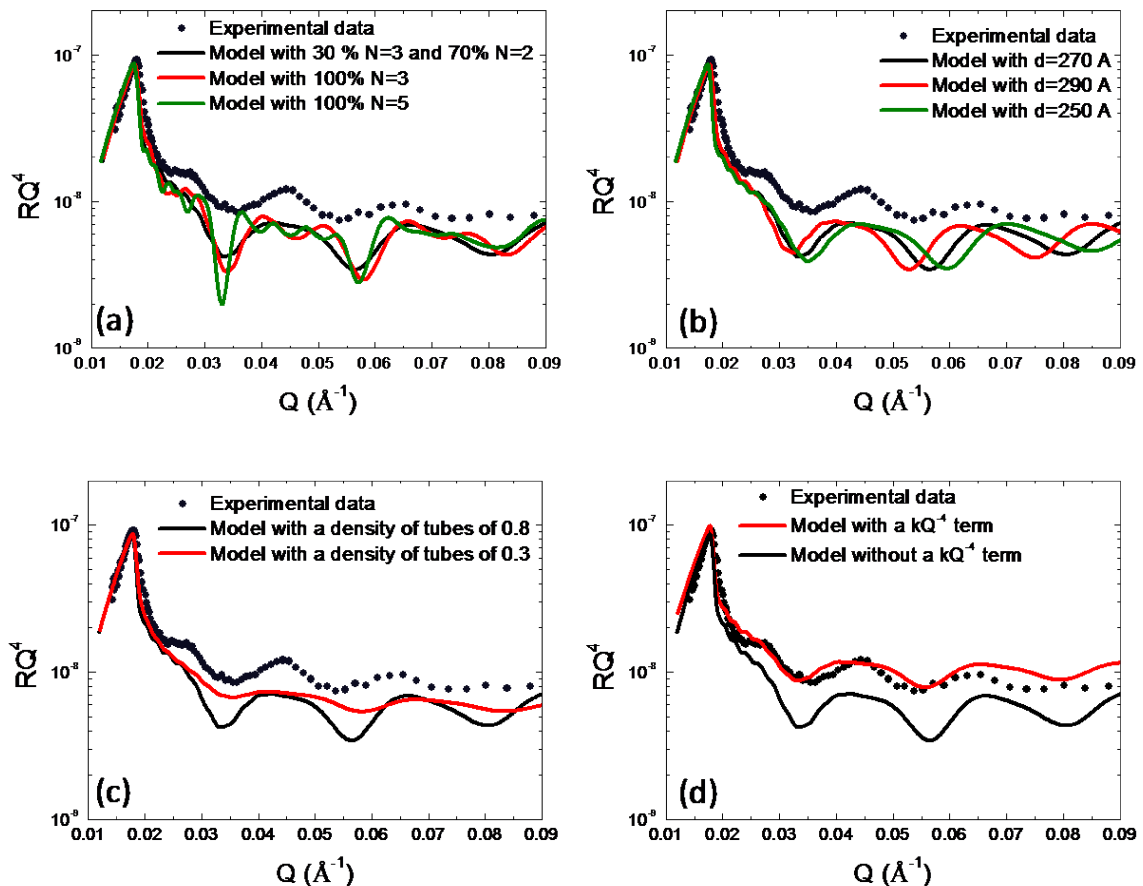 Experimental data
Model with 30 % N=3 and 70% N=2
Model with 100% N=3
Model with 100% N=5
10⁻⁷
10⁻⁸
10⁻⁹
RQ⁴
(a)
0.01 0.02 0.03 0.04 0.05 0.06 0.07 0.08 0.09
Q (Å⁻¹)
Experimental data
Model with d=270 A
Model with d=290 A
Model with d=250 A
10⁻⁷
10⁻⁸
10⁻⁹
RQ⁴
(b)
0.01 0.02 0.03 0.04 0.05 0.06 0.07 0.08 0.09
Q (Å⁻¹)
Experimental data
Model with a density of tubes of 0.8
Model with a density of tubes of 0.3
10⁻⁷
10⁻⁸
10⁻⁹
RQ⁴
(c)
0.01 0.02 0.03 0.04 0.05 0.06 0.07 0.08 0.09
Q (Å⁻¹)
Experimental data
Model with a kQ⁻⁴ term
Model without a kQ⁻⁴ term
10⁻⁷
10⁻⁸
10⁻⁹
RQ⁴
(d)
0.01 0.02 0.03 0.04 0.05 0.06 0.07 0.08 0.09
Q (Å⁻¹)